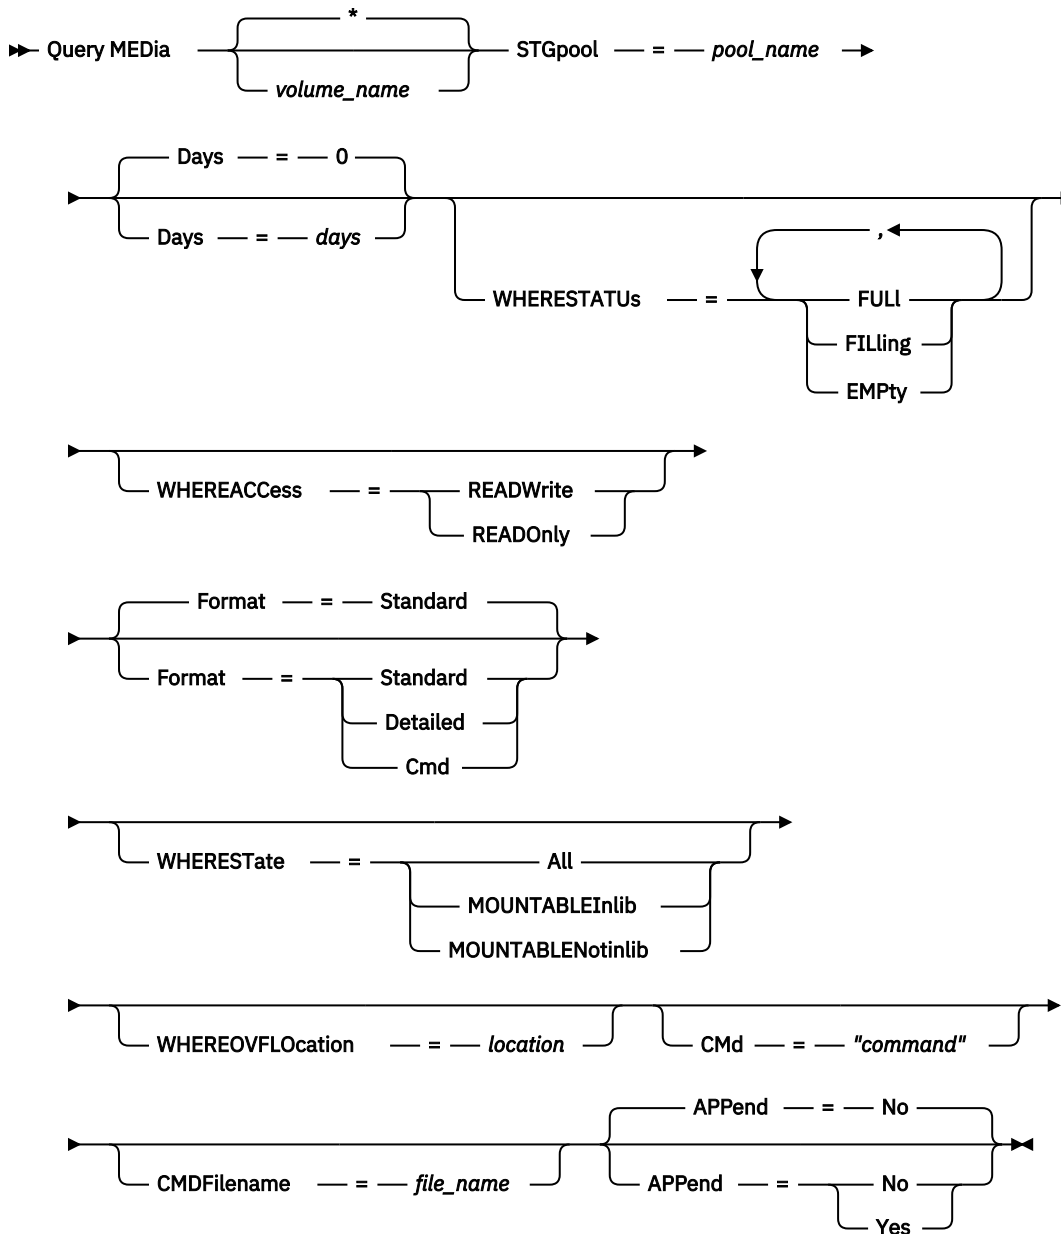 *
Query MEDia STGpool = pool_name
volume_name
Days = 0
Days = days
,
WHERESTATUs = FULl
FILling
EMPty
WHEREACCess = READWrite
READOnly
Format = Standard
Format = Standard
Detailed
Cmd
WHERESTate = All
MOUNTABLEInlib
MOUNTABLENotinlib
WHEREOVFLOcation = location CMd = "command"
APPend = No
CMDFilename = file_name APPend = No
Yes